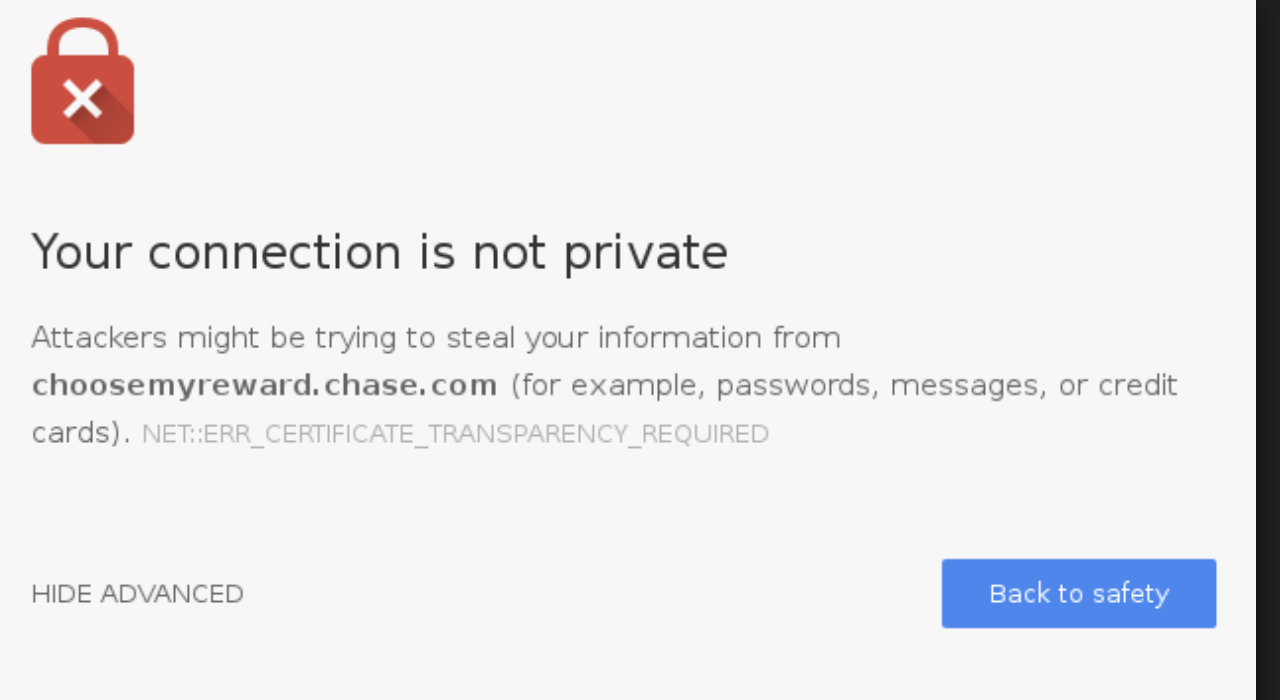 Your connection is not private
Attackers might be trying to steal your information from
choosemyreward.chase.com (for example, passwords, messages, or credit
cards). NET::ERR_CERTIFICATE_TRANSPARENCY_REQUIRED
HIDE ADVANCED
Back to safety